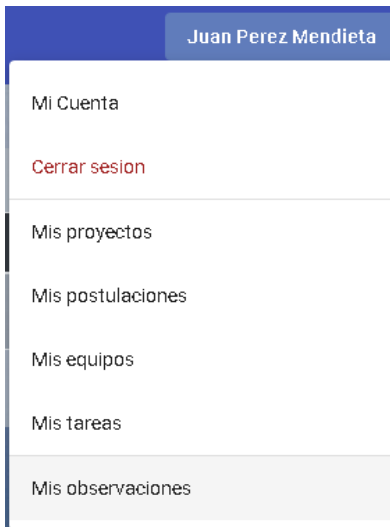 Juan Perez Mendieta
Mi Cuenta
Cerrar sesion
Mis proyectos
Mis postulaciones
Mis equipos
Mis tareas
Mis observaciones